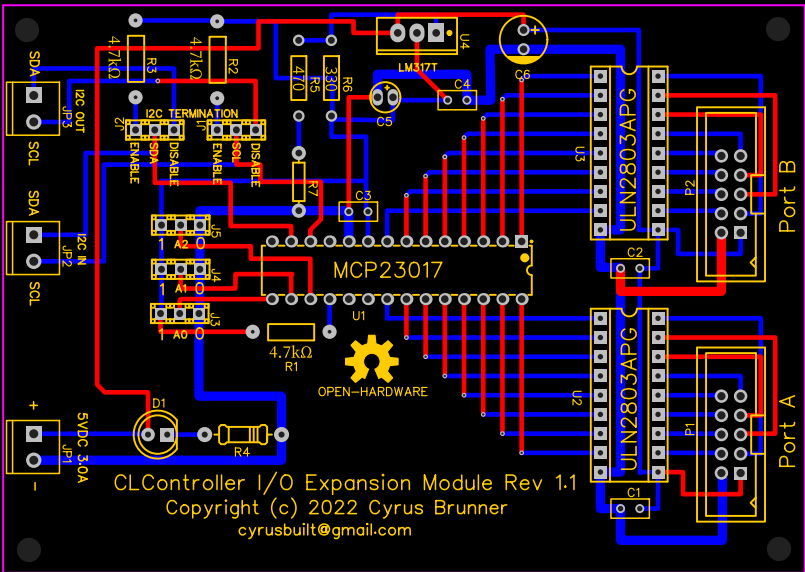 SDA
JP3
I2C OUT
SCL
4.7kΩ
R3
4.7kΩ
R2
470
R5
330
R6
U4
LM317T
+
C6
+
C5
C4
I2C TERMINATION
J2
J1
ENABLE
SDA
DISABLE
ENABLE
SCL
DISABLE
R7
C3
U3
ULN2803APG
P2
Port B
SDA
JP2
I2C IN
SCL
J5
1 A2 0
J4
1 A1 0
J3
1 A0 0
MCP23017
U1
C2
4.7kΩ
R1
OPEN-HARDWARE
U2
ULN2803APG
P1
Port A
+
JP1
5VDC 3.0A
-
D1
R4
C1
CLController I/O Expansion Module Rev 1.1
Copyright (c) 2022 Cyrus Brunner
cyrusbuilt@gmail.com